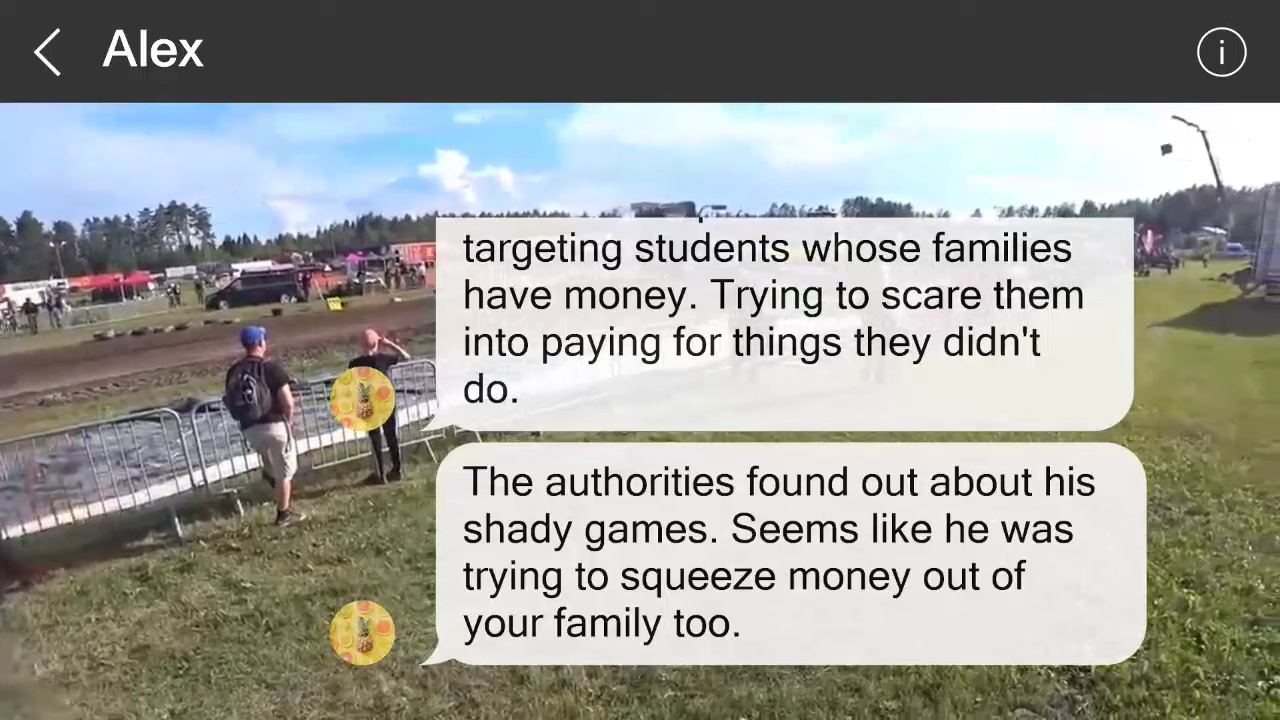 Alex
targeting students whose families
have money. Trying to scare them
into paying for things they didn't
do.
The authorities found out about his
shady games. Seems like he was
trying to squeeze money out of
your family too.